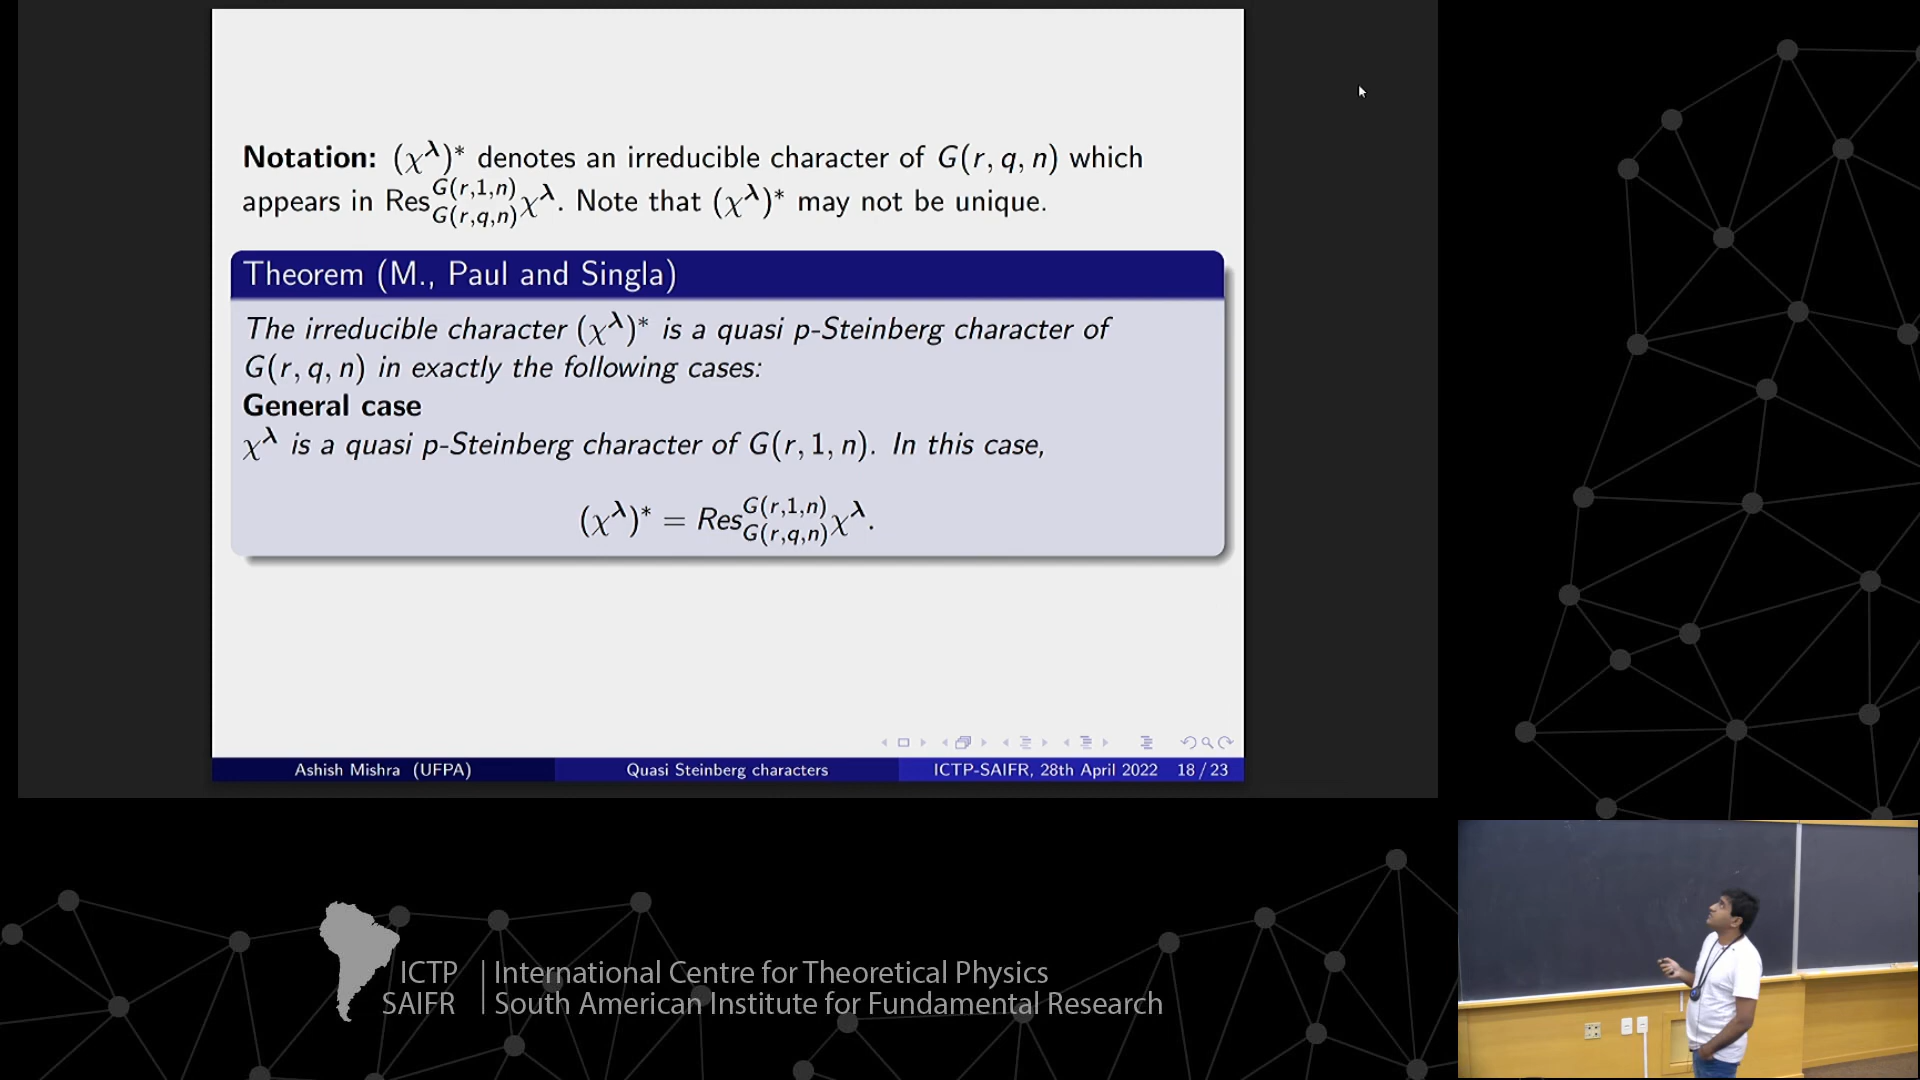 Notation: (χ^λ)* denotes an irreducible character of G(r, q, n) which
appears in Res^{G(r,1,n)}_{G(r,q,n)} χ^λ. Note that (χ^λ)* may not be unique.
Theorem (M., Paul and Singla)
The irreducible character (χ^λ)* is a quasi p-Steinberg character of
G(r, q, n) in exactly the following cases:
General case
χ^λ is a quasi p-Steinberg character of G(r, 1, n). In this case,
(χ^λ)* = Res^{G(r,1,n)}_{G(r,q,n)} χ^λ.
Ashish Mishra (UFPA) Quasi Steinberg characters ICTP-SAIFR, 28th April 2022 18 / 23
ICTP International Centre for Theoretical Physics
SAIFR South American Institute for Fundamental Research